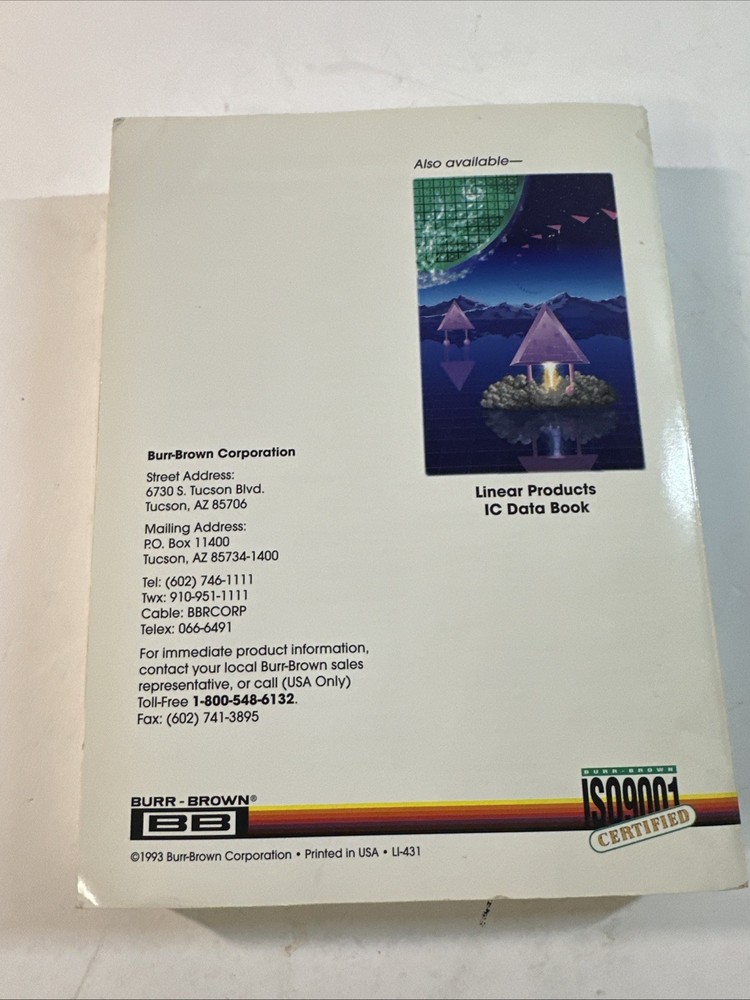 Also available—
Linear Products
IC Data Book
Burr-Brown Corporation
Street Address:
6730 S. Tucson Blvd.
Tucson, AZ 85706
Mailing Address:
P.O. Box 11400
Tucson, AZ 85734-1400
Tel: (602) 746-1111
Twx: 910-951-1111
Cable: BBRCORP
Telex: 066-6491
For immediate product information,
contact your local Burr-Brown sales
representative, or call (USA Only)
Toll-Free 1-800-548-6132.
Fax: (602) 741-3895
BURR-BROWN®
BB
BURR-BROWN
ISO9001
CERTIFIED
©1993 Burr-Brown Corporation • Printed in USA • LI-431